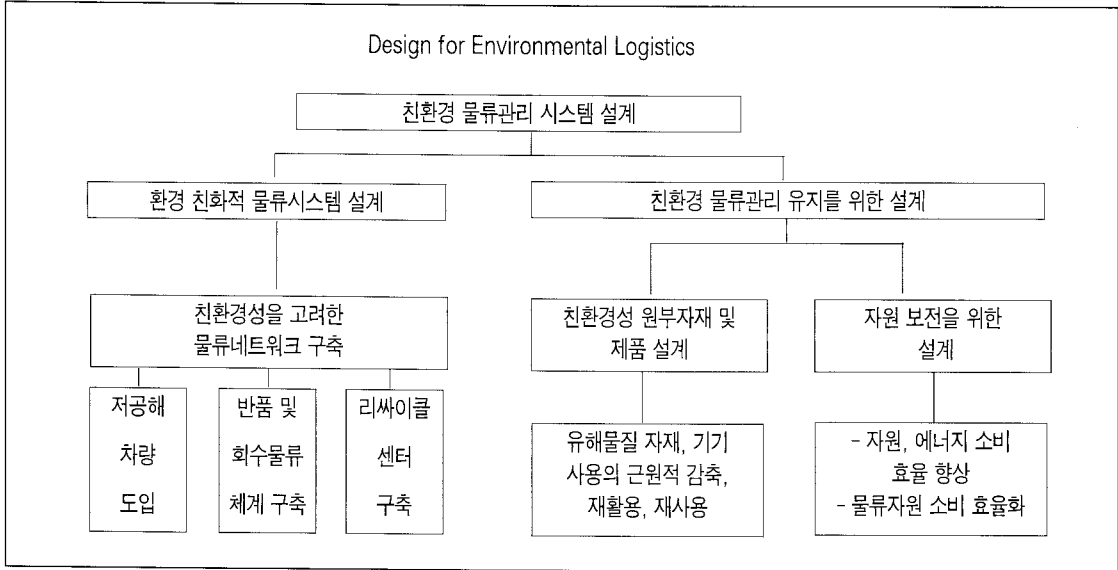 Design for Environmental Logistics
친환경 물류관리 시스템 설계
환경 친화적 물류시스템 설계
친환경 물류관리 유지를 위한 설계
친환경성을 고려한
물류네트워크 구축
친환경성 원부자재 및
제품 설계
자원 보전을 위한
설계
저공해
차량
도입
반품 및
회수물류
체계 구축
리싸이클
센터
구축
유해물질 자재, 기기
사용의 근원적 감축,
재활용, 재사용
- 자원, 에너지 소비
효율 향상
- 물류자원 소비 효율화